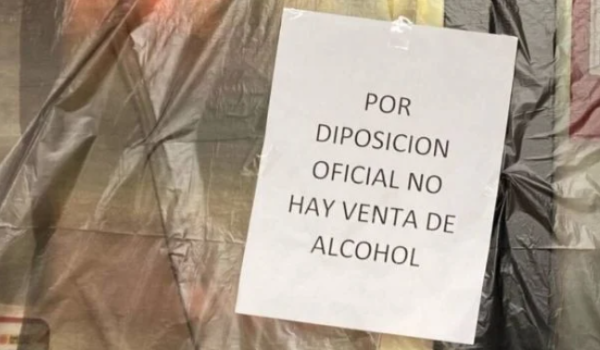 POR
DIPOSICION
OFICIAL NO
HAY VENTA DE
ALCOHOL